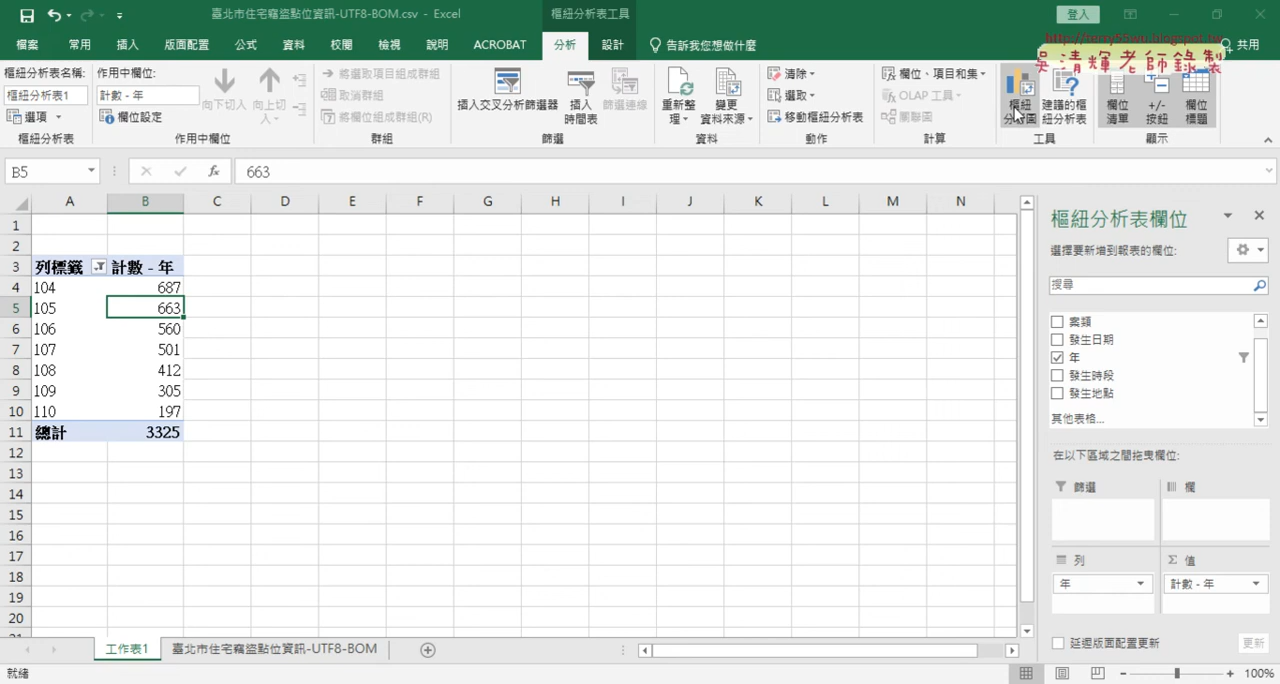 臺北市住宅竊盜點位資訊-UTF8-BOM.csv - Excel
樞紐分析表工具
登入
檔案 常用 插入 版面配置 公式 資料 校閱 檢視 說明 ACROBAT 分析 設計 告訴我您想做什麼 共用
http://terry55wu.blogspot.tw
吳清輝老師錄製
樞紐分析表名稱: 作用中欄位:
樞紐分析表1 計數 - 年
選項 欄位設定
向下切入 向上切入
將選取項目組成群組
取消群組
將欄位組成群組(R)
插入交叉分析篩選器 插入時間表 篩選連線
重新整理 變更資料來源
清除
選取
移動樞紐分析表
欄位、項目和集
OLAP 工具
關聯圖
樞紐分析圖 建議的樞紐分析表
欄位清單 +/- 按鈕 欄位標題
樞紐分析表 作用中欄位 群組 篩選 資料 動作 計算 工具 顯示
B5 fx 663
A B C D E F G H I J K L M N
1
2
3 列標籤 計數 - 年
4 104 687
5 105 663
6 106 560
7 107 501
8 108 412
9 109 305
10 110 197
11 總計 3325
12
13
14
15
16
17
18
19
20
21
樞紐分析表欄位
選擇要新增到報表的欄位:
搜尋
案類
發生日期
年
發生時段
發生地點
其他表格...
在以下區域之間拖曳欄位:
篩選 欄
列 Σ 值
年 計數 - 年
延遲版面配置更新 更新
工作表1 臺北市住宅竊盜點位資訊-UTF8-BOM
就緒 100%